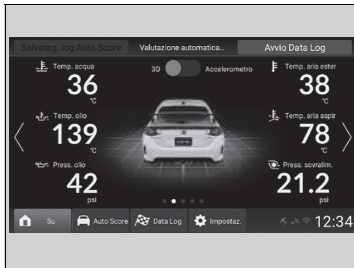 Salvatag. log Auto Score
Valutazione automatica...
Avvio Data Log
Temp. acqua
36
°C
3D
Accelerometro
Temp. aria ester
38
°C
Temp. olio
139
°C
Temp. aria aspir
78
°C
Press. olio
42
psi
Press. sovralim.
21.2
psi
Su
Auto Score
Data Log
Impostaz.
12:34